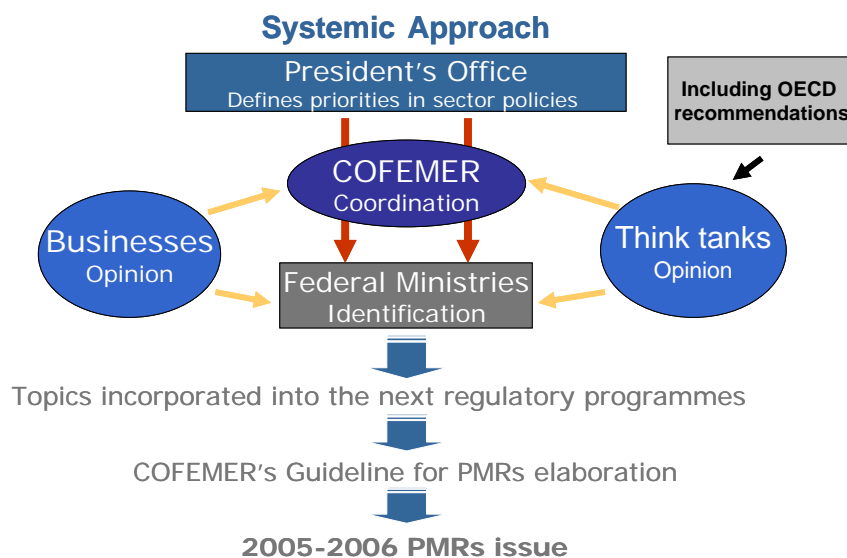 Systemic Approach
President's Office
Defines priorities in sector policies
Including OECD
recommendations
COFEMER
Coordination
Businesses
Opinion
Think tanks
Opinion
Federal Ministries
Identification
Topics incorporated into the next regulatory programmes
COFEMER's Guideline for PMRs elaboration
2005-2006 PMRs issue